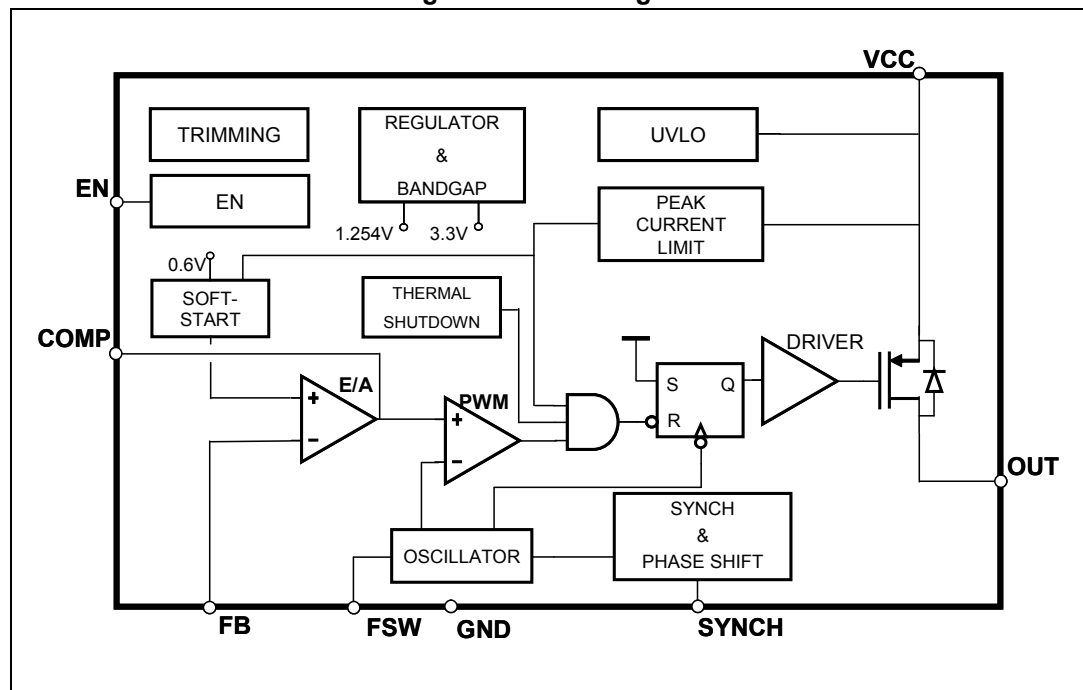 VCC
TRIMMING
REGULATOR
&
BANDGAP
UVLO
EN
EN
PEAK
CURRENT
LIMIT
1.254V
3.3V
0.6V
SOFT-
START
THERMAL
SHUTDOWN
COMP
DRIVER
S
Q
R
E/A
+
−
PWM
+
−
OUT
SYNCH
&
PHASE SHIFT
OSCILLATOR
FB
FSW
GND
SYNCH